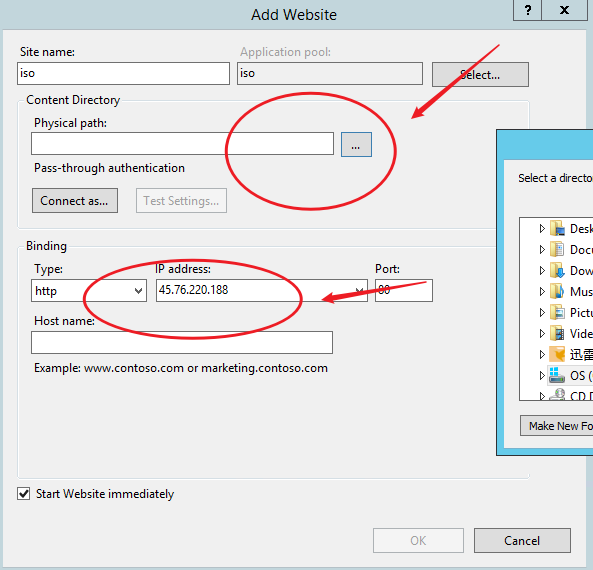 Add Website
?
x
Site name:
Application pool:
iso
iso
Select...
Content Directory
Physical path:
...
Pass-through authentication
Connect as...
Test Settings...
Select a directo
Desk
Docu
Dow
Musi
Pictu
Video
迅雷
OS (
CD D
Make New Fo
Binding
Type:
IP address:
Port:
http
45.76.220.188
80
Host name:
Example: www.contoso.com or marketing.contoso.com
Start Website immediately
OK
Cancel